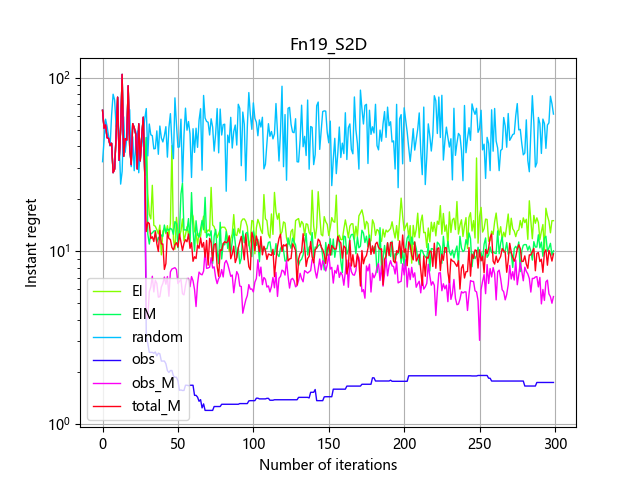 Fn19_S2D
Instant regret
10²
10¹
10⁰
EI
EIM
random
obs
obs_M
total_M
0 50 100 150 200 250 300
Number of iterations